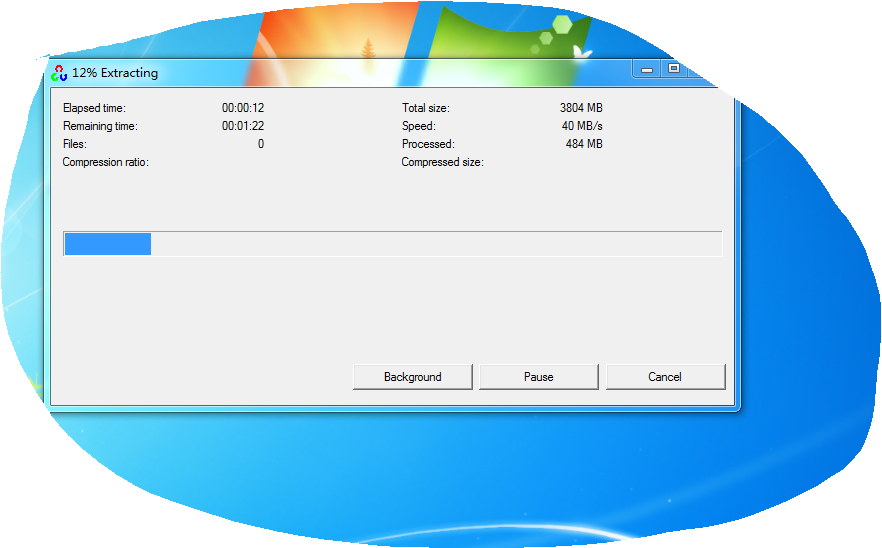 12% Extracting
Elapsed time: 00:00:12 Total size: 3804 MB
Remaining time: 00:01:22 Speed: 40 MB/s
Files: 0 Processed: 484 MB
Compression ratio: Compressed size:
Background Pause Cancel